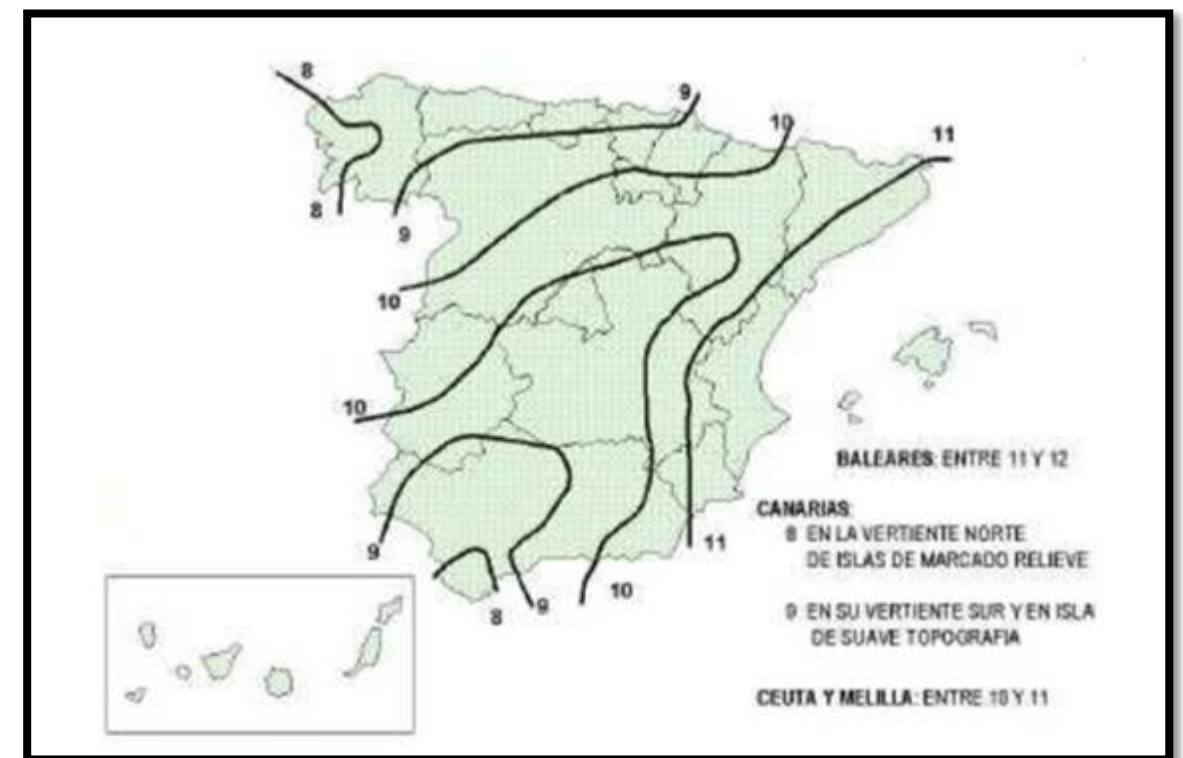 8
9
10
11
8
9
10
10
BALEARES: ENTRE 11 Y 12
CANARIAS:
8 EN LA VERTIENTE NORTE
DE ISLAS DE MARCADO RELIEVE
9
11
10
9
8
9 EN SU VERTIENTE SUR Y EN ISLA
DE SUAVE TOPOGRAFIA
CEUTA Y MELILLA: ENTRE 10 Y 11